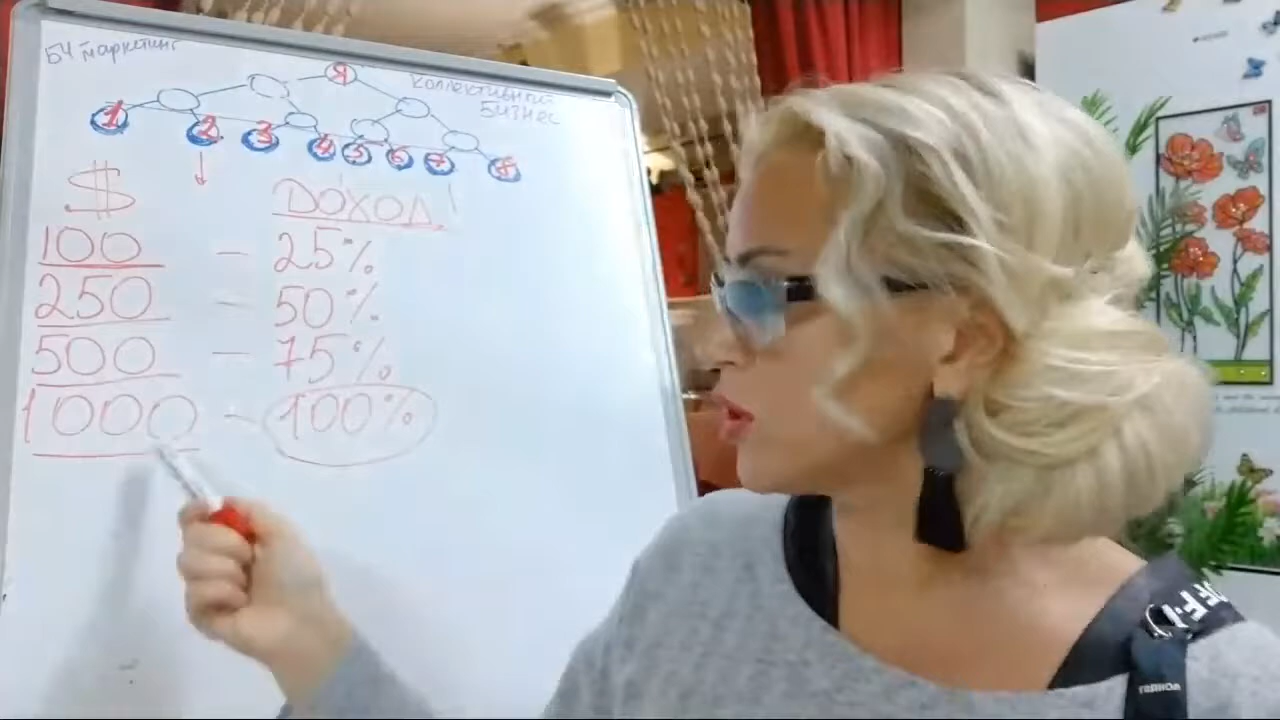 БЧ маркетинг
Я
Коллективный
бизнес
1 2 3 4 5 6 7 8
$ ДОХОД
100 - 25%
250 - 50%
500 - 75%
1000 - 100%
OFF